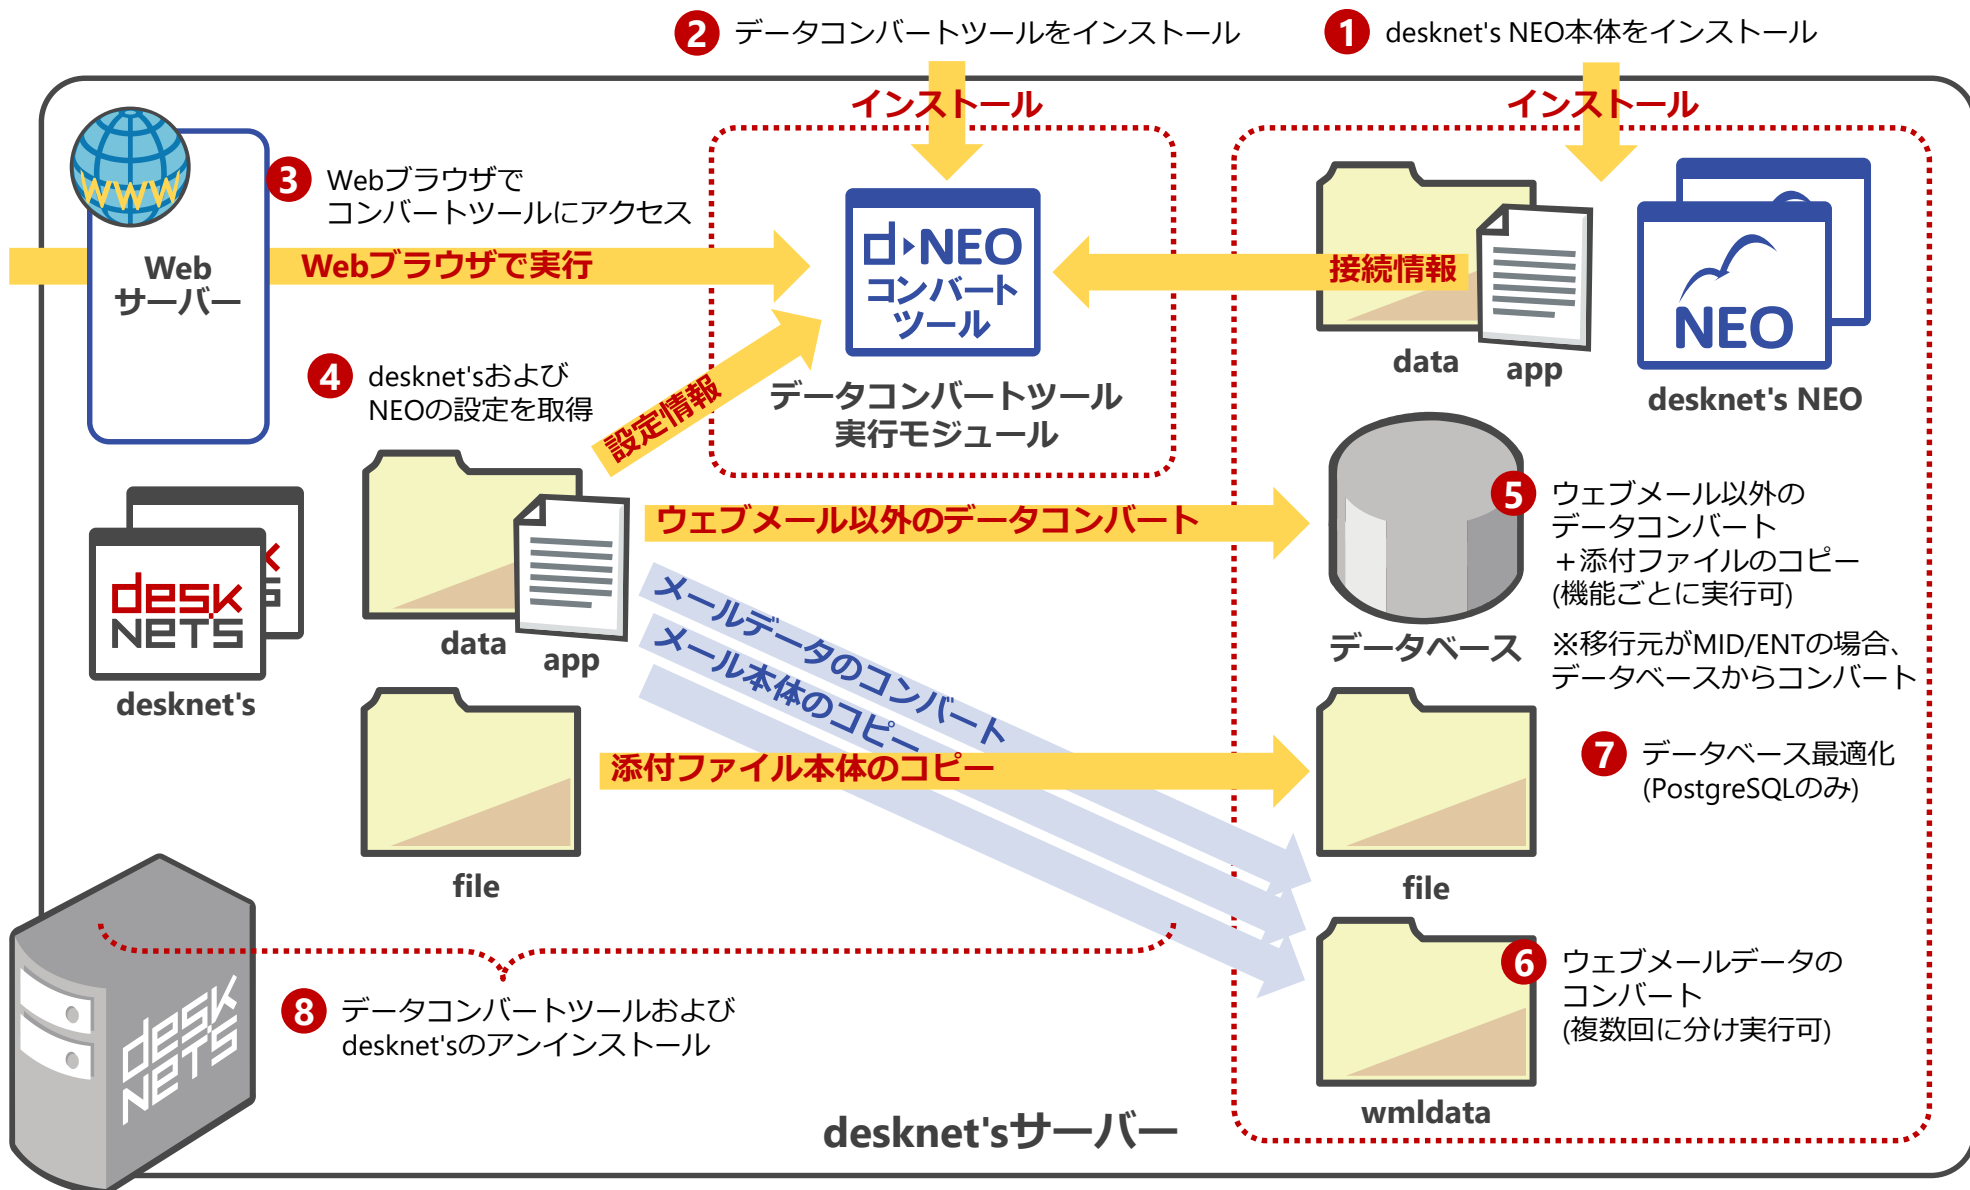 2 データコンバートツールをインストール
1 desknet's NEO本体をインストール
インストール
インストール
3 Webブラウザで
コンバートツールにアクセス
WWW
Web
サーバー
Webブラウザで実行
d▸NEO
コンバート
ツール
データコンバートツール
実行モジュール
接続情報
data
app
NEO
desknet's NEO
4 desknet'sおよび
NEOの設定を取得
設定情報
desk
NETS
desknet's
data
app
ウェブメール以外のデータコンバート
データベース
5 ウェブメール以外の
データコンバート
＋添付ファイルのコピー
(機能ごとに実行可)
※移行元がMID/ENTの場合、
データベースからコンバート
メールデータのコンバート
メール本体のコピー
添付ファイル本体のコピー
file
file
7 データベース最適化
(PostgreSQLのみ)
6 ウェブメールデータの
コンバート
(複数回に分け実行可)
wmldata
8 データコンバートツールおよび
desknet'sのアンインストール
desk
NETS
desknet'sサーバー